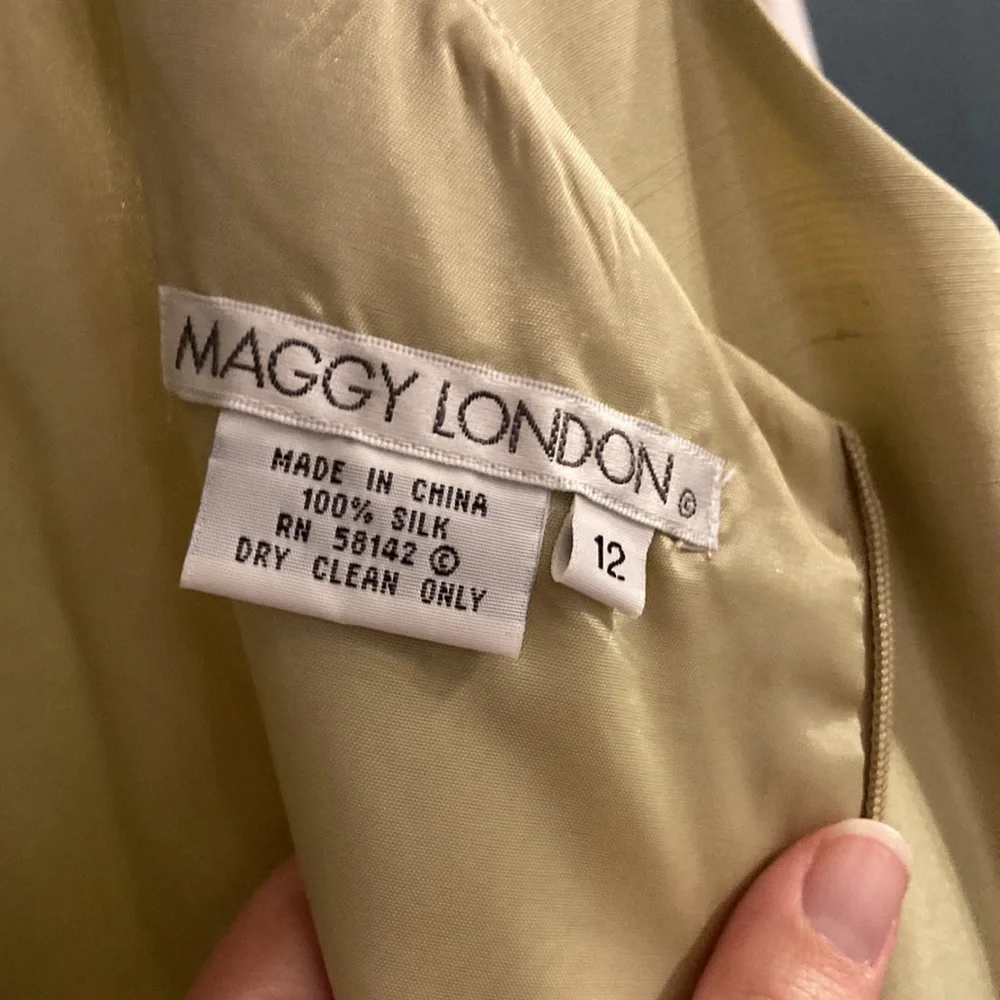 MAGGY LONDON ©
MADE IN CHINA
100% SILK
RN 58142 ©
DRY CLEAN ONLY
12